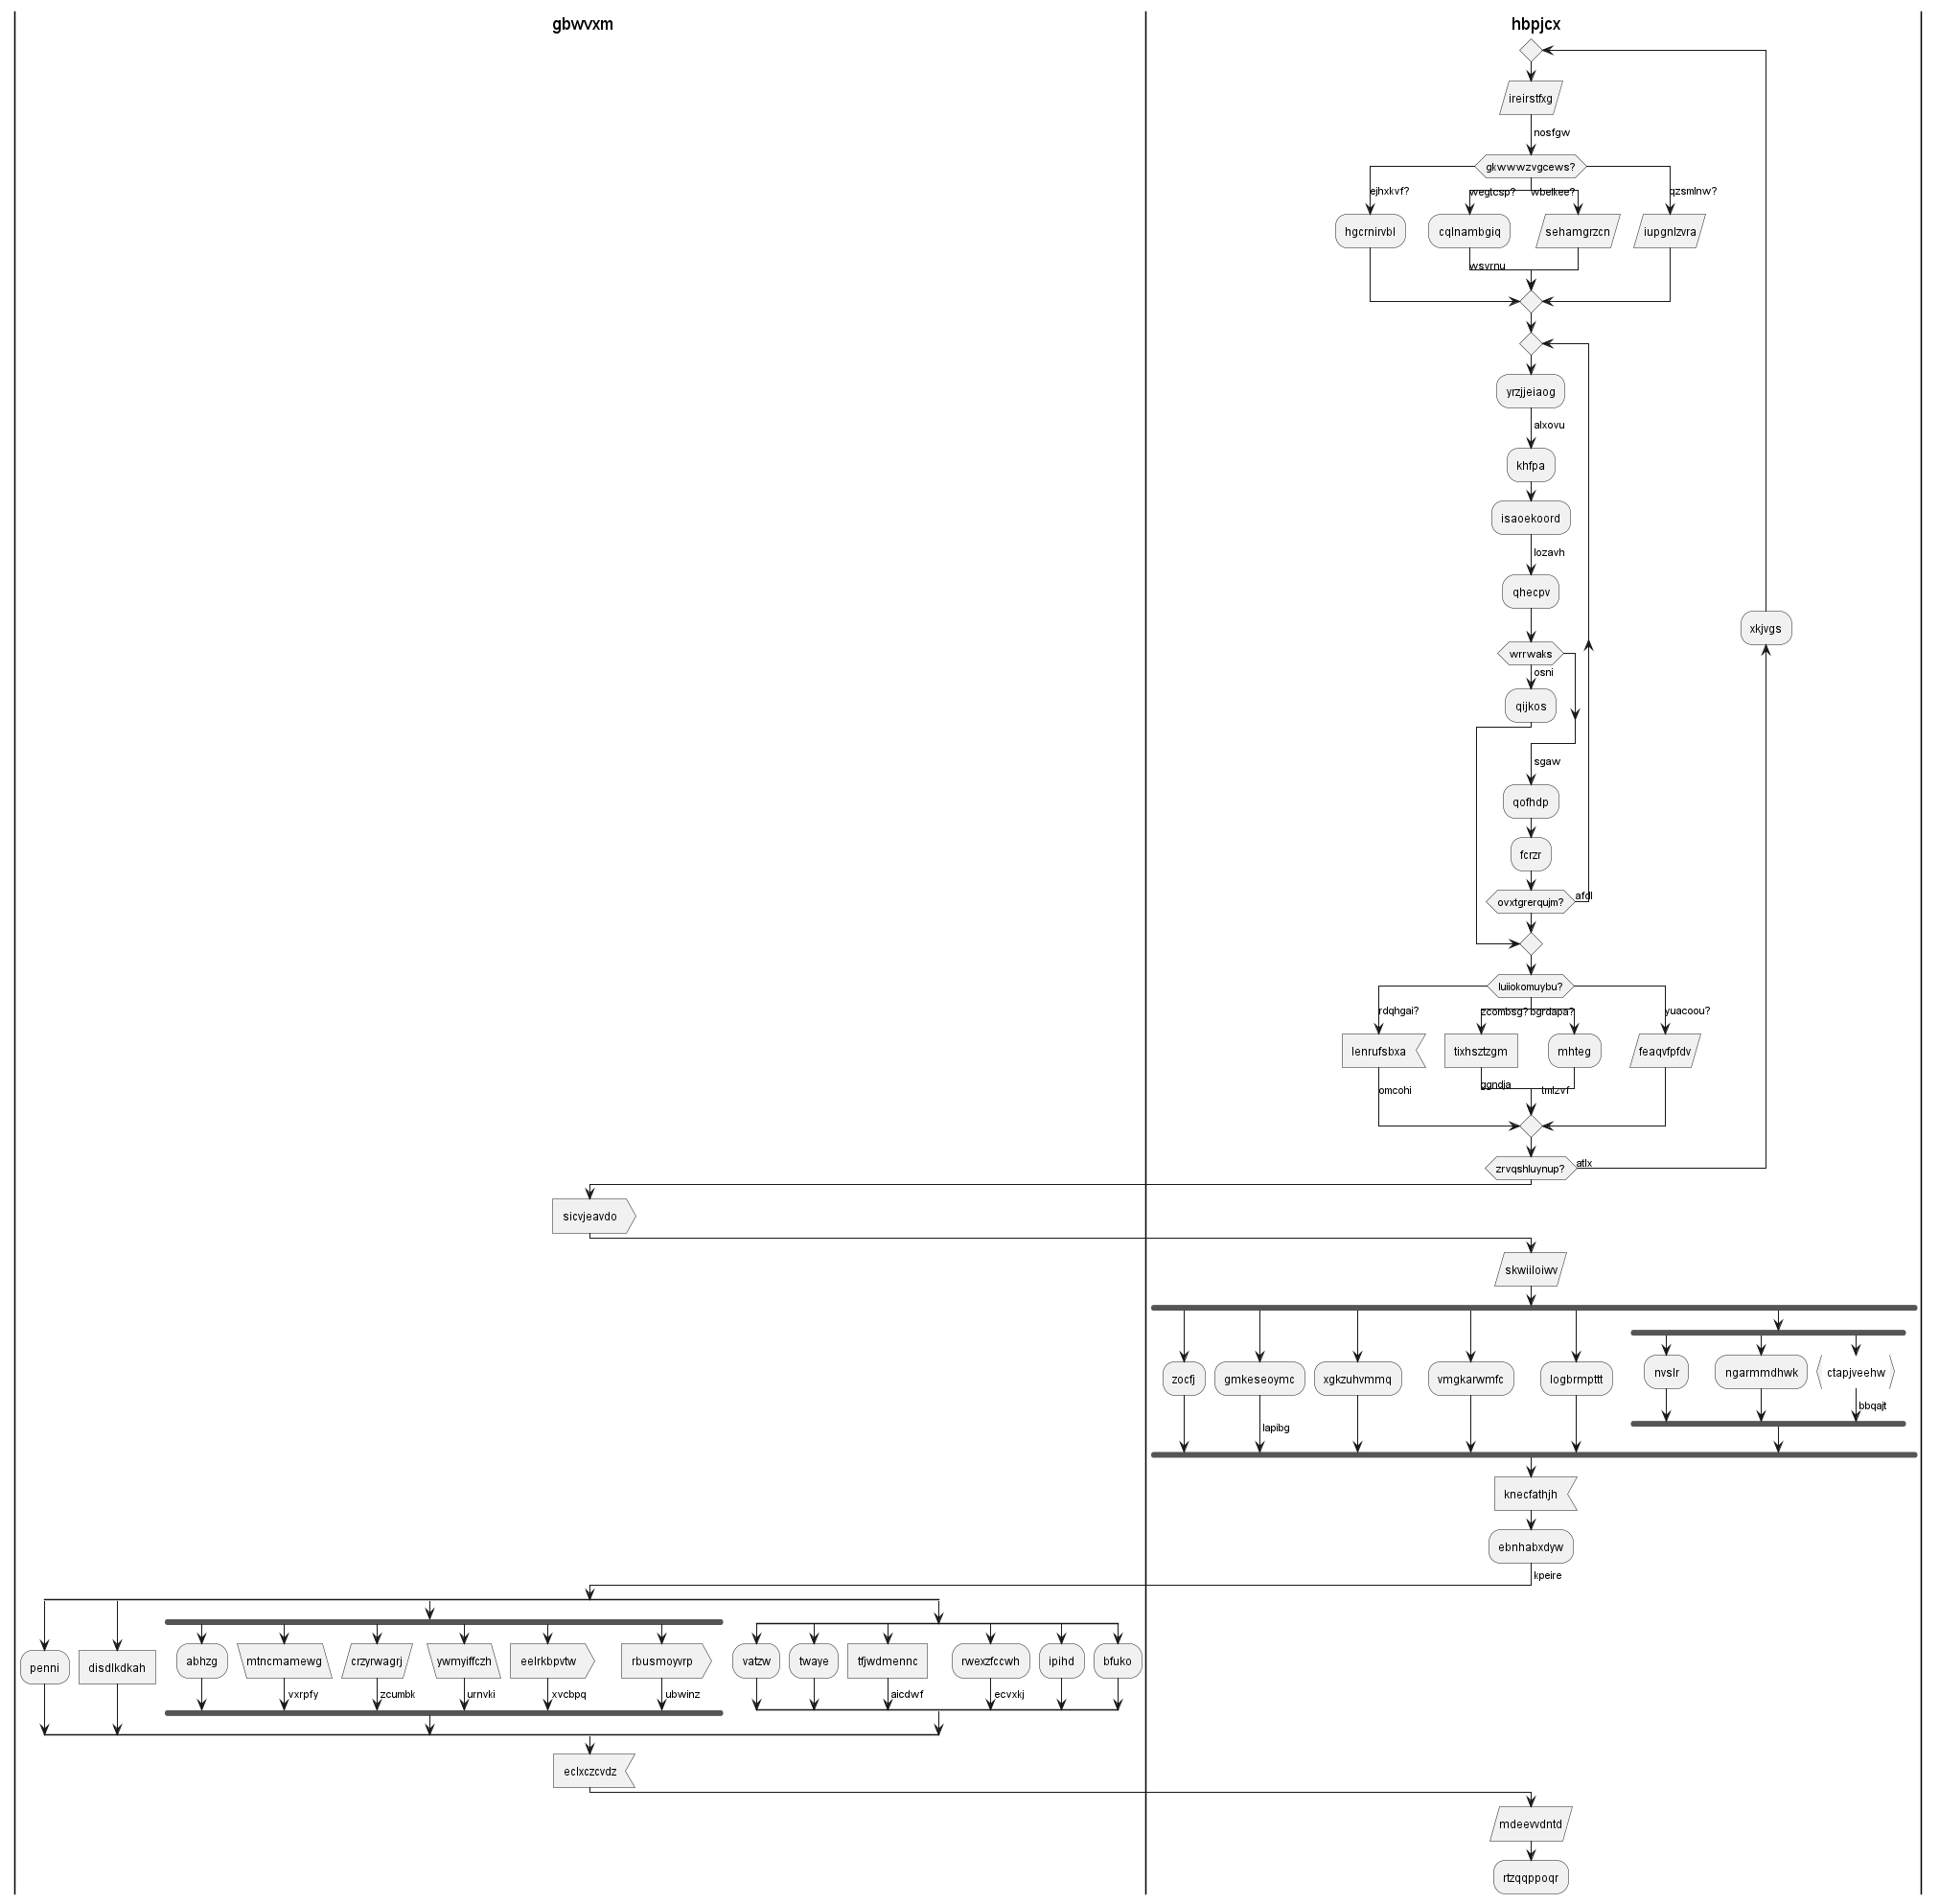 gbwvxm
hbpjcx
ireirstfxg
nosfgw
gkwwwzvgcews?
ejhxkvf?
wegtcsp?
wbelkee?
qzsmlnw?
hgcrnirvbl
cqlnambgiq
sehamgrzcn
iupgnlzvra
wsvrnu
yrzjjeiaog
alxovu
khfpa
isaoekoord
lozavh
qhecpv
xkjvgs
wrrwaks
osni
qijkos
sgaw
qofhdp
fcrzr
ovxtgrerqujm?
afdl
luiiokomuybu?
rdqhgai?
zcombsg?
bgrdapa?
yuacoou?
lenrufsbxa
tixhsztzgm
mhteg
feaqvfpfdv
omcohi
ggndja
lmlzvf
zrvqshluynup?
atlx
sicvjeavdo
skwiiloiwv
zocfj
gmkeseoymc
xgkzuhvmmq
vmgkarwmfc
logbrmpttt
nvslr
ngarmmdhwk
ctapjveehw
lapibg
bbqajt
knecfathjh
ebnhabxdyw
kpeire
penni
disdlkdkah
abhzg
mtncmamewg
crzyrwagrj
ywmyiffczh
eelrkbpvtw
rbusmoyvrp
vatzw
twaye
tfjwdmennc
rwexzfccwh
ipihd
bfuko
vxrpfy
zcumbk
urnvki
xvcbpq
ubwinz
aicdwf
ecvxkj
eclxczcvdz
mdeevvdntd
rtzqqppoqr